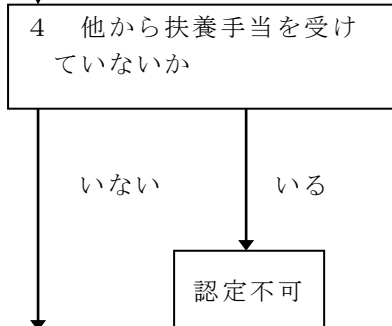 ４　他から扶養手当を受け
ていないか
いない　いる
認定不可